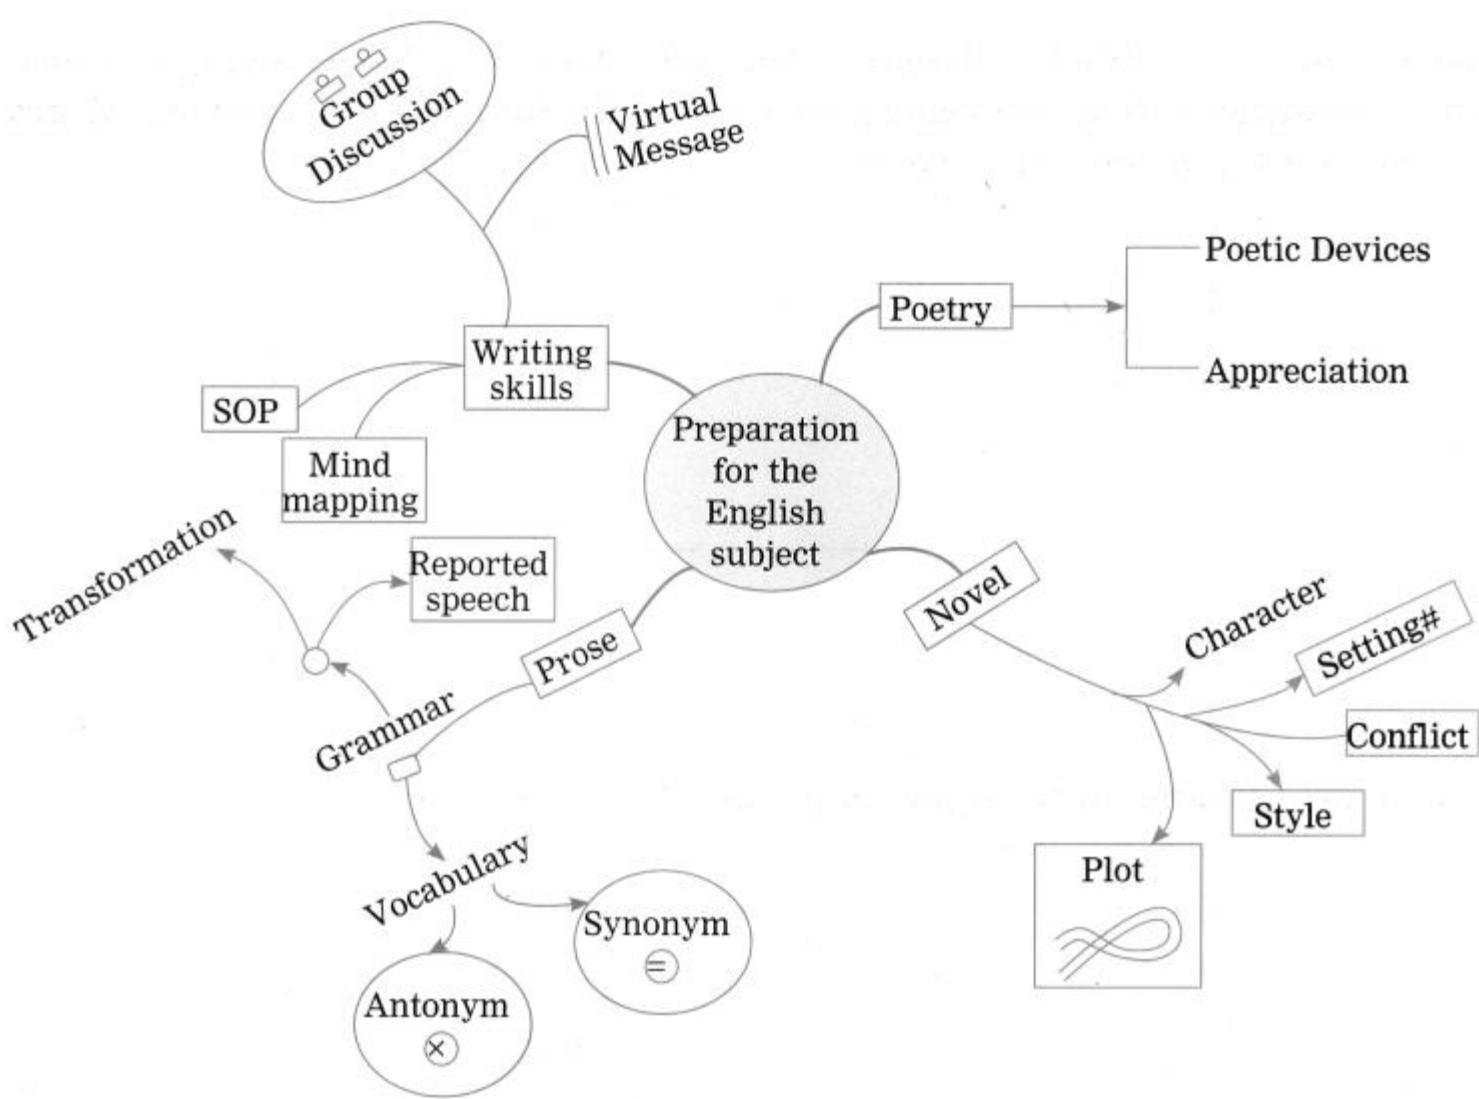 Group
Discussion
Virtual
Message
Poetic Devices
Poetry
Appreciation
Writing
skills
SOP
Mind
mapping
Preparation
for the
English
subject
Transformation
Reported
speech
Prose
Grammar
Novel
Character
Setting#
Conflict
Style
Plot
Vocabulary
Synonym
=
Antonym
×